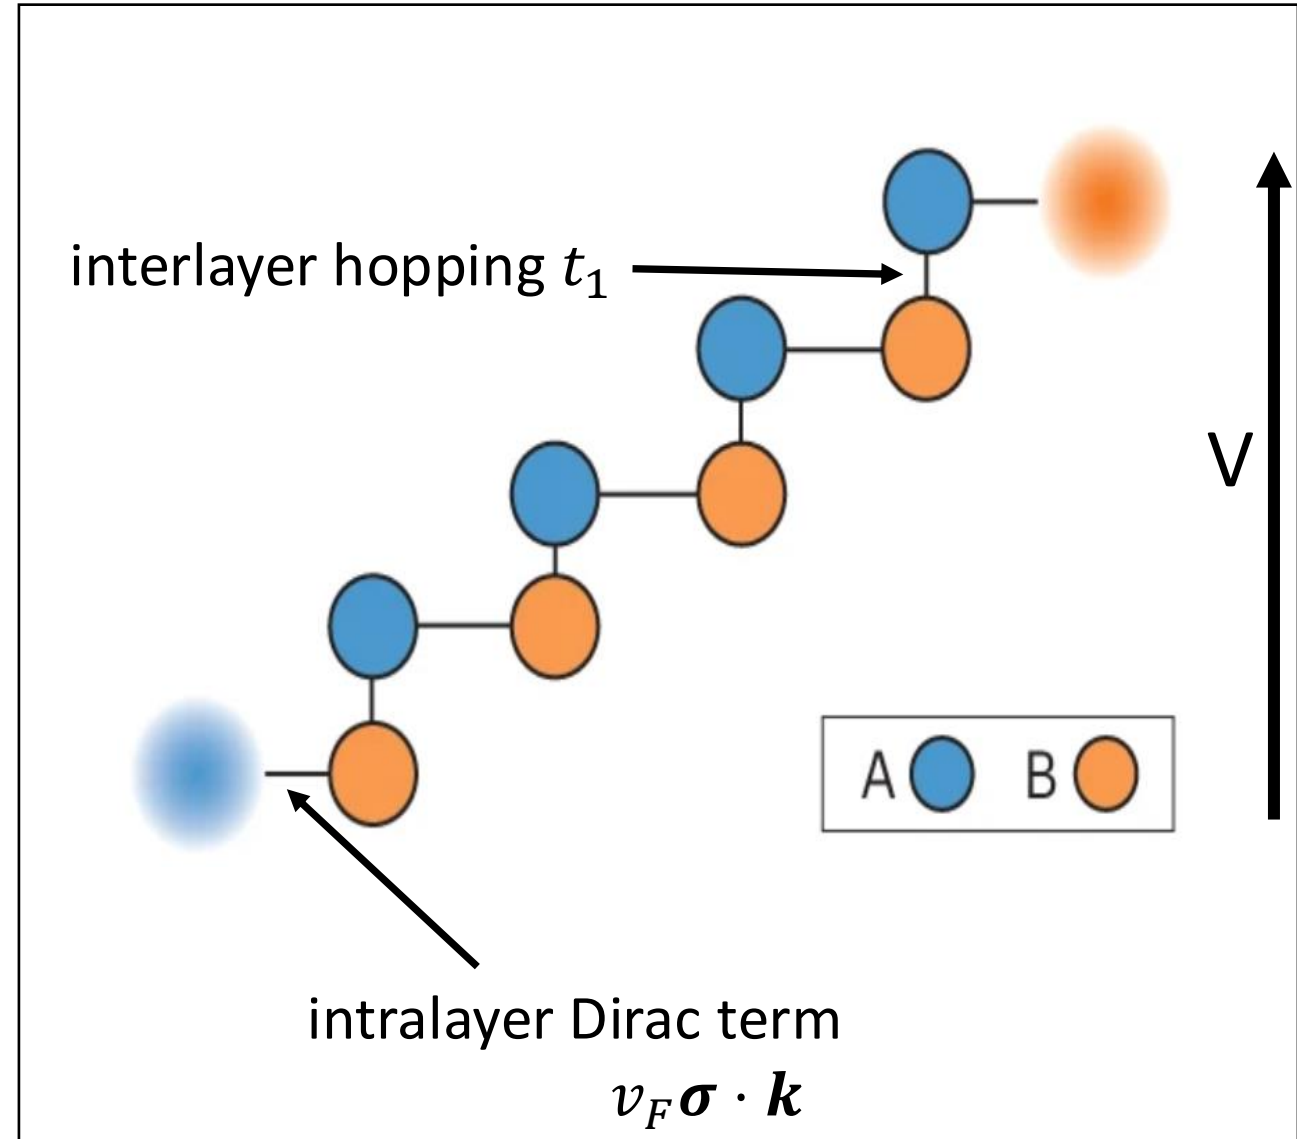 interlayer hopping 𝑡₁
V
A B
intralayer Dirac term
𝑣_F 𝝈 · 𝒌